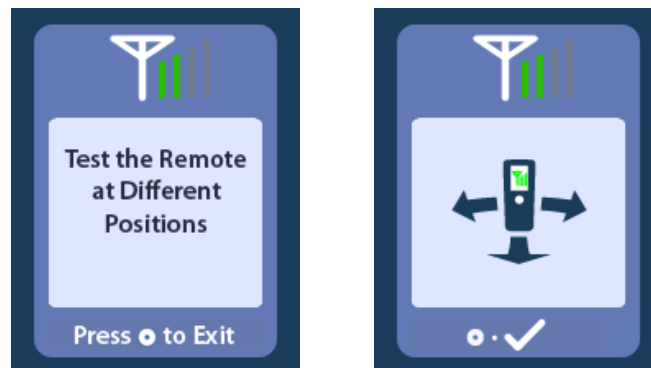 Test the Remote
at Different
Positions
Press to Exit